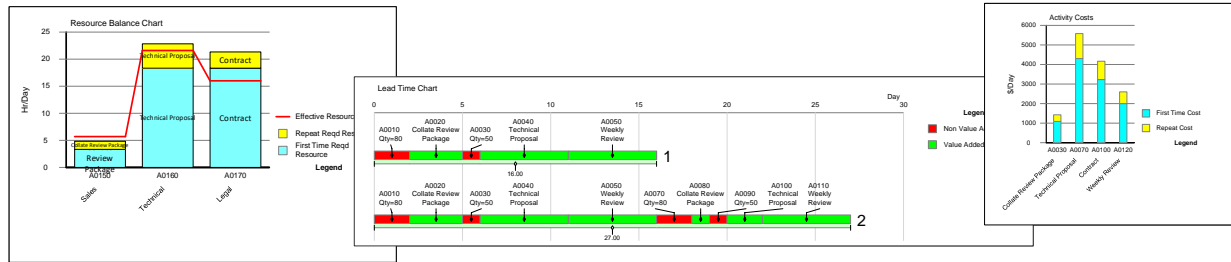 Resource Balance Chart
Hr/Day
25
20
15
10
5
0
Collate Review Package
Review
Package
Technical Proposal
Technical Proposal
Contract
Contract
A0150
A0160
A0170
Sales
Technical
Legal
Effective Resourc
Repeat Reqd Res
First Time Reqd
Resource
Legend
Lead Time Chart
Day
0 5 10 15 20 25 30
A0010
Qty=80
A0020
Collate Review
Package
A0030
Qty=50
A0040
Technical
Proposal
A0050
Weekly
Review
1
16.00
A0010
Qty=80
A0020
Collate Review
Package
A0030
Qty=50
A0040
Technical
Proposal
A0050
Weekly
Review
A0070
Qty=80
A0080
Collate Review
Package
A0090
Qty=50
A0100
Technical
Proposal
A0110
Weekly
Review
2
27.00
Legen
Non Value A
Value Added
Activity Costs
$/Day
6000
5000
4000
3000
2000
1000
0
A0030
A0070
A0100
A0120
Collate Review Package
Technical Proposal
Contract
Weekly Review
First Time Cost
Repeat Cost
Legend